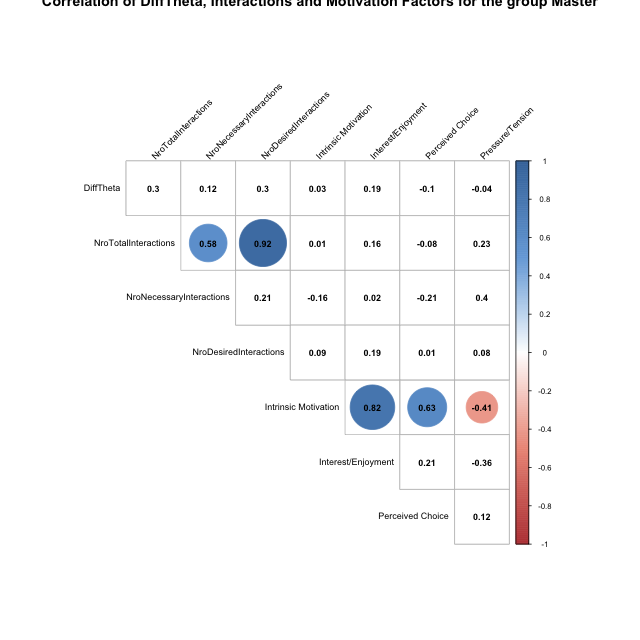 Correlation of DiffTheta, Interactions and Motivation Factors for the group Master
NroTotalInteractions
NroNecessaryInteractions
NroDesiredInteractions
Intrinsic Motivation
Interest/Enjoyment
Perceived Choice
Pressure/Tension
DiffTheta 0.3 0.12 0.3 0.03 0.19 -0.1 -0.04
NroTotalInteractions 0.58 0.92 0.01 0.16 -0.08 0.23
NroNecessaryInteractions 0.21 -0.16 0.02 -0.21 0.4
NroDesiredInteractions 0.09 0.19 0.01 0.08
Intrinsic Motivation 0.82 0.63 -0.41
Interest/Enjoyment 0.21 -0.36
Perceived Choice 0.12
1
0.8
0.6
0.4
0.2
0
-0.2
-0.4
-0.6
-0.8
-1